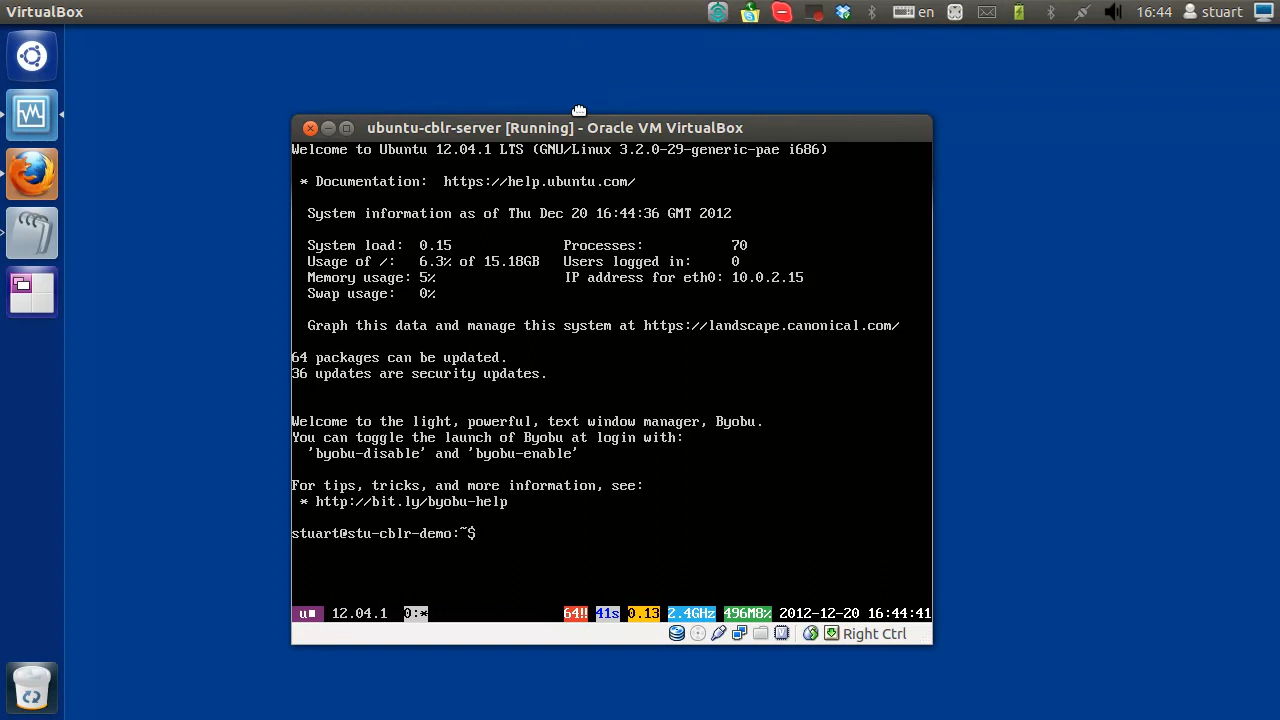 VirtualBox
en
16:44
stuart
ubuntu-cblr-server [Running] - Oracle VM VirtualBox
Welcome to Ubuntu 12.04.1 LTS (GNU/Linux 3.2.0-29-generic-pae i686)
* Documentation: https://help.ubuntu.com/
System information as of Thu Dec 20 16:44:36 GMT 2012
System load: 0.15 Processes: 70
Usage of /: 6.3% of 15.18GB Users logged in: 0
Memory usage: 5% IP address for eth0: 10.0.2.15
Swap usage: 0%
Graph this data and manage this system at https://landscape.canonical.com/
64 packages can be updated.
36 updates are security updates.
Welcome to the light, powerful, text window manager, Byobu.
You can toggle the launch of Byobu at login with:
'byobu-disable' and 'byobu-enable'
For tips, tricks, and more information, see:
* http://bit.ly/byobu-help
stuart@stu-cblr-demo:~$
u■ 12.04.1 0:* 64!! 41s 0.13 2.4GHz 496M8% 2012-12-20 16:44:41
Right Ctrl